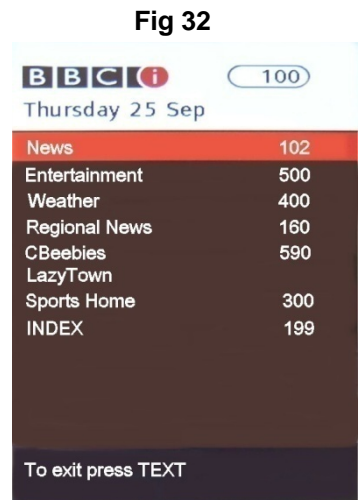 Fig 32
BBCi 100
Thursday 25 Sep
News 102
Entertainment 500
Weather 400
Regional News 160
CBeebies 590
LazyTown
Sports Home 300
INDEX 199
To exit press TEXT